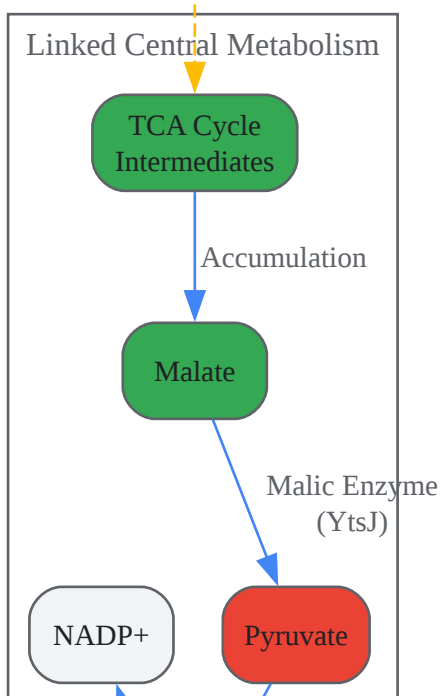 Linked Central Metabolism
TCA Cycle
Intermediates
Accumulation
Malate
Malic Enzyme
(YtsJ)
NADP+
Pyruvate